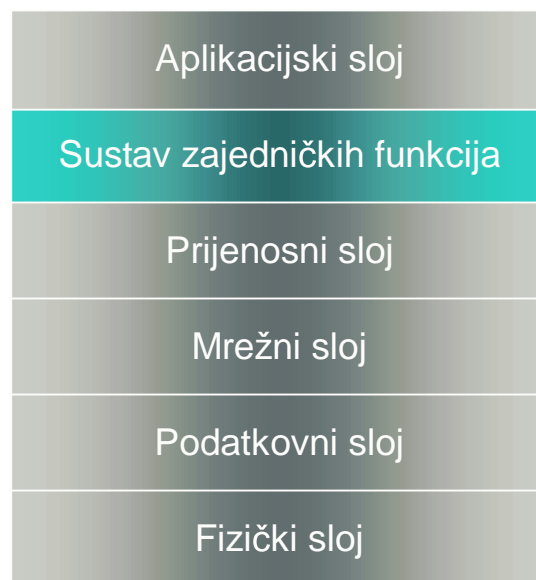 Aplikacijski sloj
Sustav zajedničkih funkcija
Prijenosni sloj
Mrežni sloj
Podatkovni sloj
Fizički sloj